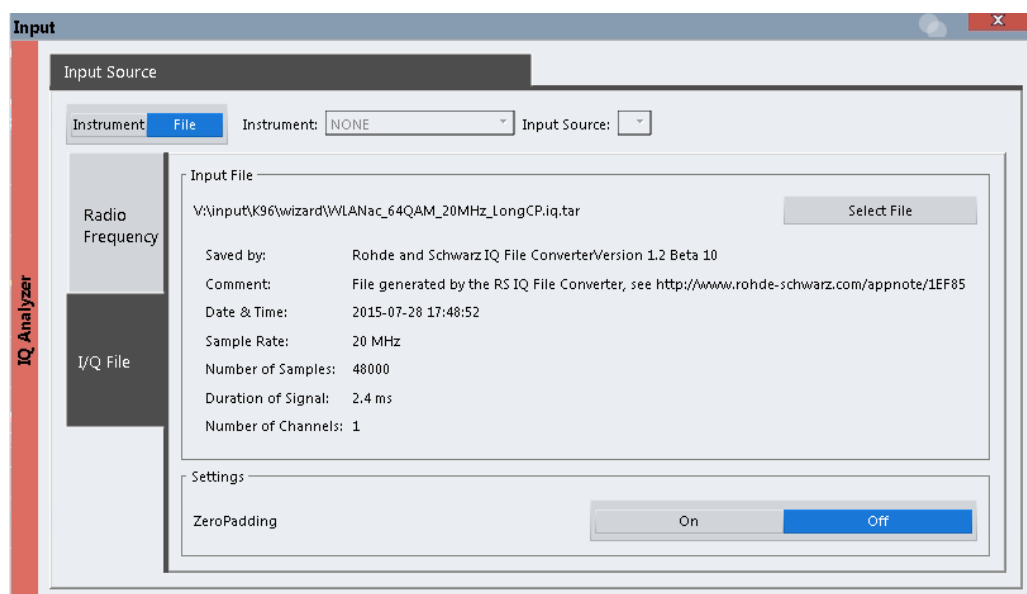 Input
x
IQ Analyzer
Input Source
Instrument File Instrument: NONE Input Source:
Radio
Frequency
I/Q File
Input File
V:\input\K96\wizard\WLANac_64QAM_20MHz_LongCP.iq.tar Select File
Saved by: Rohde and Schwarz IQ File ConverterVersion 1.2 Beta 10
Comment: File generated by the RS IQ File Converter, see http://www.rohde-schwarz.com/appnote/1EF85
Date & Time: 2015-07-28 17:48:52
Sample Rate: 20 MHz
Number of Samples: 48000
Duration of Signal: 2.4 ms
Number of Channels: 1
Settings
ZeroPadding On Off